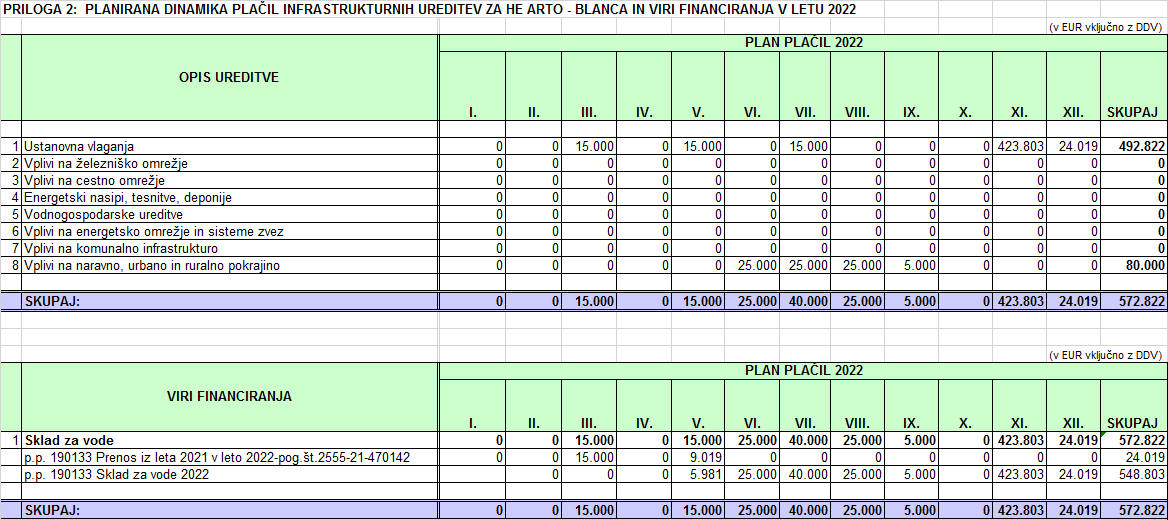 PRILOGA 2: PLANIRANA DINAMIKA PLAČIL INFRASTRUKTURNIH UREDITEV ZA HE ARTO - BLANCA IN VIRI FINANCIRANJA V LETU 2022
(v EUR vključno z DDV)
PLAN PLAČIL 2022
OPIS UREDITVE
I. II. III. IV. V. VI. VII. VIII. IX. X. XI. XII. SKUPAJ
1 Ustanovna vlaganja 0 0 15.000 0 15.000 0 15.000 0 0 0 423.803 24.019 492.822
2 Vplivi na železniško omrežje 0 0 0 0 0 0 0 0 0 0 0 0 0
3 Vplivi na cestno omrežje 0 0 0 0 0 0 0 0 0 0 0 0 0
4 Energetski nasipi, tesnitve, deponije 0 0 0 0 0 0 0 0 0 0 0 0 0
5 Vodnogospodarske ureditve 0 0 0 0 0 0 0 0 0 0 0 0 0
6 Vplivi na energetsko omrežje in sisteme zvez 0 0 0 0 0 0 0 0 0 0 0 0 0
7 Vplivi na komunalno infrastrukturo 0 0 0 0 0 0 0 0 0 0 0 0 0
8 Vplivi na naravno, urbano in ruralno pokrajino 0 0 0 0 0 25.000 25.000 25.000 5.000 0 0 0 80.000
SKUPAJ: 0 0 15.000 0 15.000 25.000 40.000 25.000 5.000 0 423.803 24.019 572.822
(v EUR vključno z DDV)
PLAN PLAČIL 2022
VIRI FINANCIRANJA
I. II. III. IV. V. VI. VII. VIII. IX. X. XI. XII. SKUPAJ
1 Sklad za vode 0 0 15.000 0 15.000 25.000 40.000 25.000 5.000 0 423.803 24.019 572.822
p.p. 190133 Prenos iz leta 2021 v leto 2022-pog.št.2555-21-470142 0 0 15.000 0 9.019 0 0 0 0 0 0 0 24.019
p.p. 190133 Sklad za vode 2022 0 0 0 5.981 25.000 40.000 25.000 5.000 0 423.803 24.019 548.803
SKUPAJ: 0 0 15.000 0 15.000 25.000 40.000 25.000 5.000 0 423.803 24.019 572.822